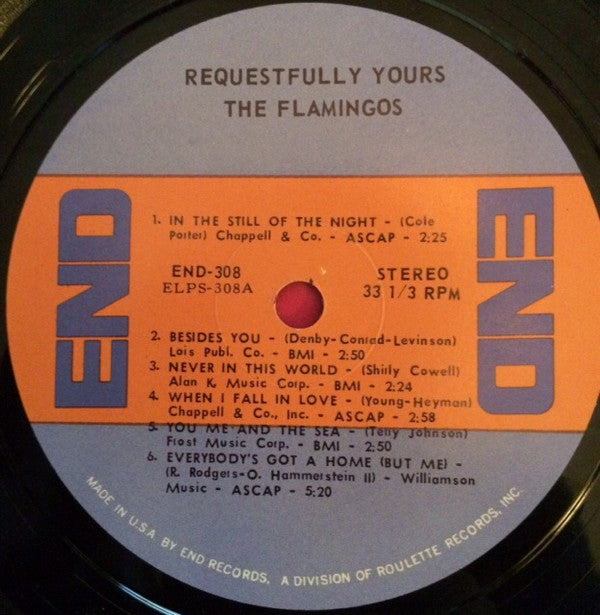 REQUESTFULLY YOURS
THE FLAMINGOS
END
END
1. IN THE STILL OF THE NIGHT - (Cole
Porter) Chappell & Co. - ASCAP - 2:25
END-308
ELPS-308A
STEREO
33 1/3 RPM
2. BESIDES YOU - (Denby-Conrad-Levinson)
Lois Publ. Co. - BMI - 2:50
3. NEVER IN THIS WORLD - (Shirly Cowell)
Alan K. Music Corp. - BMI - 2:24
4. WHEN I FALL IN LOVE - (Young-Heyman)
Chappell & Co., Inc. - ASCAP - 2:58
5. YOU ME AND THE SEA - (Terry Johnson)
Frost Music Corp. - BMI - 2:50
6. EVERYBODY'S GOT A HOME (BUT ME) -
(R. Rodgers-O. Hammerstein II) - Williamson
Music - ASCAP - 5:20
MADE IN U.S.A. BY END RECORDS, A DIVISION OF ROULETTE RECORDS, INC.